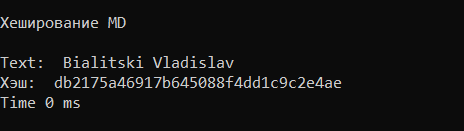 Хеширование MD
Text:  Bialitski Vladislav
Хэш:  db2175a46917b645088f4dd1c9c2e4ae
Time 0 ms